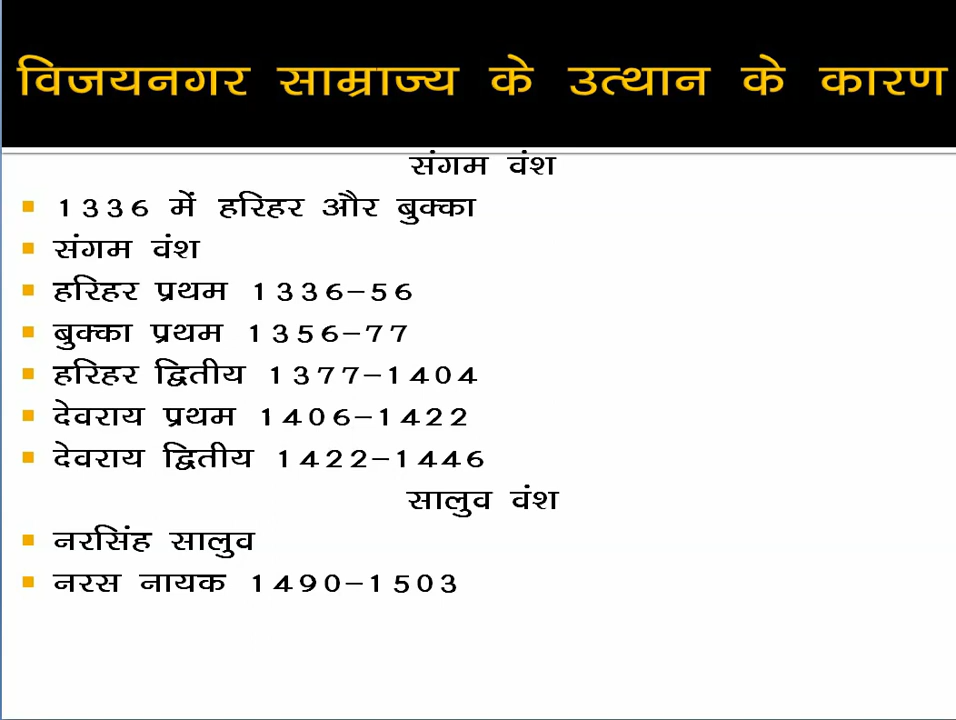 विजयनगर साम्राज्य के उत्थान के कारण
संगम वंश
1336 में हरिहर और बुक्का
संगम वंश
हरिहर प्रथम 1336-56
बुक्का प्रथम 1356-77
हरिहर द्वितीय 1377-1404
देवराय प्रथम 1406-1422
देवराय द्वितीय 1422-1446
सालुव वंश
नरसिंह सालुव
नरस नायक 1490-1503